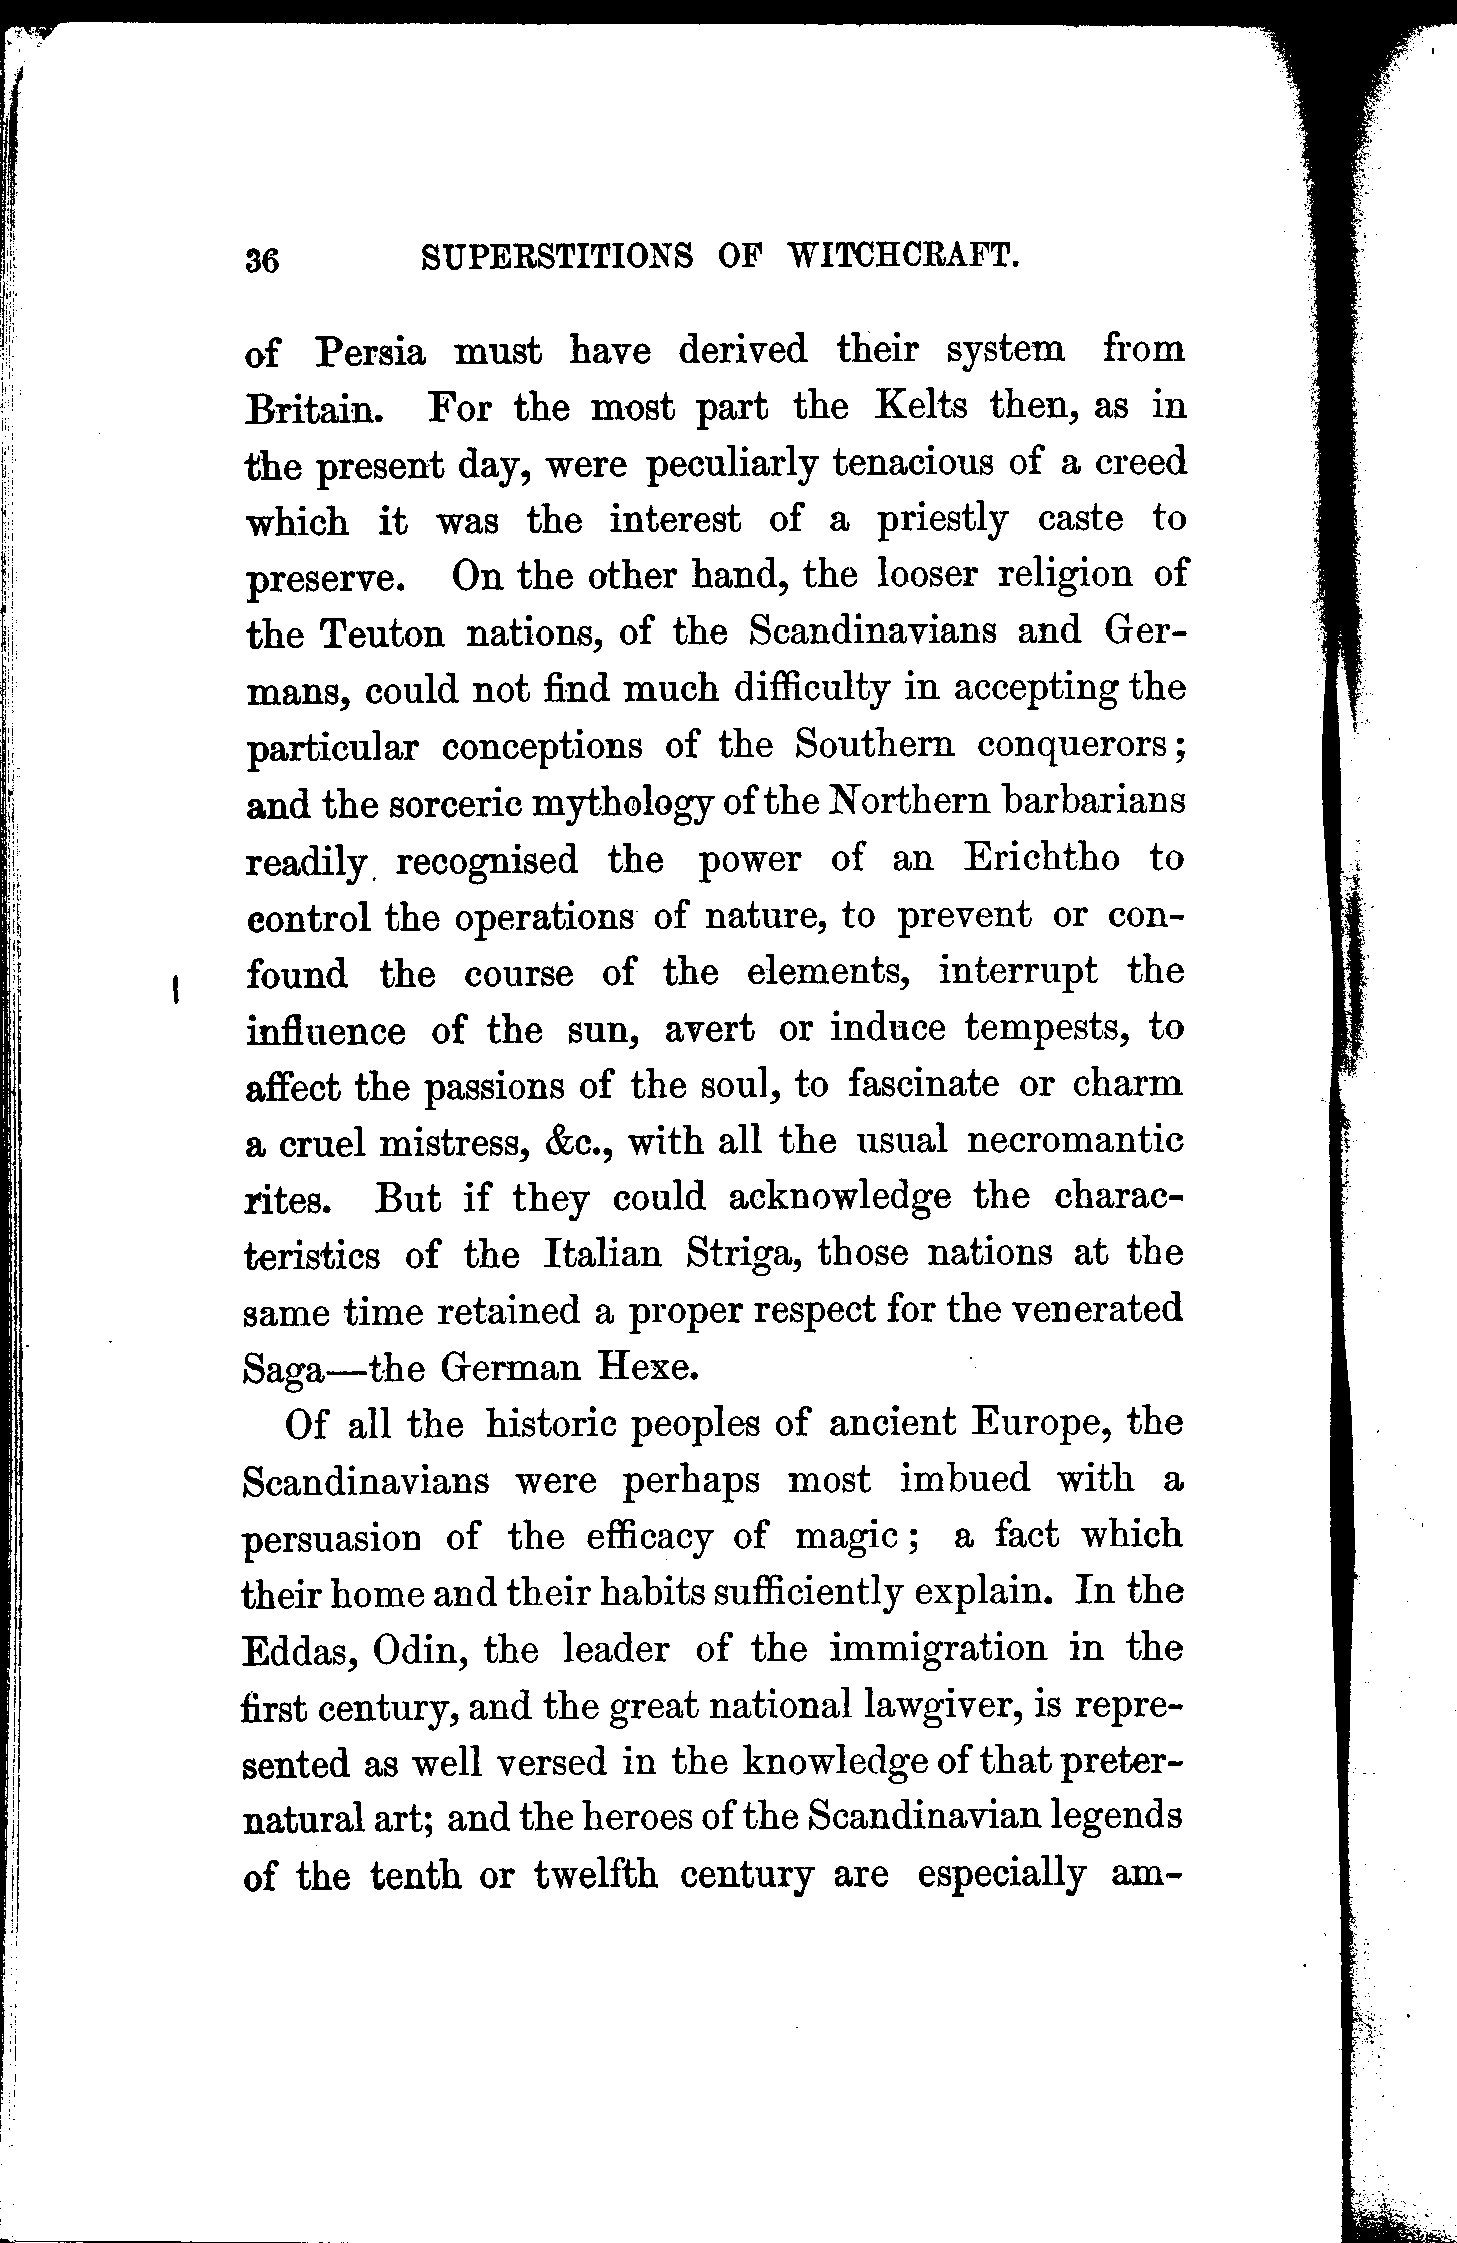 36 SUPERSTITIONS OF WITCHCRAFT.
of Persia must have derived their system from
Britain. For the most part the Kelts then, as in
the present day, were peculiarly tenacious of a creed
which it was the interest of a priestly caste to
preserve. On the other hand, the looser religion of
the Teuton nations, of the Scandinavians and Ger-
mans, could not find much difficulty in accepting the
particular conceptions of the Southern conquerors;
and the sorceric mythology of the Northern barbarians
readily recognised the power of an Erichtho to
control the operations of nature, to prevent or con-
found the course of the elements, interrupt the
influence of the sun, avert or induce tempests, to
affect the passions of the soul, to fascinate or charm
a cruel mistress, &c., with all the usual necromantic
rites. But if they could acknowledge the charac-
teristics of the Italian Striga, those nations at the
same time retained a proper respect for the venerated
Saga—the German Hexe.
Of all the historic peoples of ancient Europe, the
Scandinavians were perhaps most imbued with a
persuasion of the efficacy of magic; a fact which
their home and their habits sufficiently explain. In the
Eddas, Odin, the leader of the immigration in the
first century, and the great national lawgiver, is repre-
sented as well versed in the knowledge of that preter-
natural art; and the heroes of the Scandinavian legends
of the tenth or twelfth century are especially am-